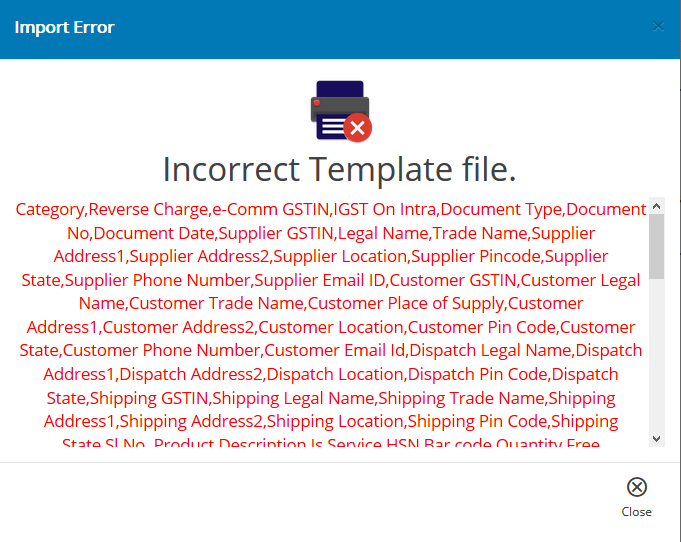 Import Error
×
Incorrect Template file.
Category,Reverse Charge,e-Comm GSTIN,IGST On Intra,Document Type,Document
No,Document Date,Supplier GSTIN,Legal Name,Trade Name,Supplier
Address1,Supplier Address2,Supplier Location,Supplier Pincode,Supplier
State,Supplier Phone Number,Supplier Email ID,Customer GSTIN,Customer Legal
Name,Customer Trade Name,Customer Place of Supply,Customer
Address1,Customer Address2,Customer Location,Customer Pin Code,Customer
State,Customer Phone Number,Customer Email Id,Dispatch Legal Name,Dispatch
Address1,Dispatch Address2,Dispatch Location,Dispatch Pin Code,Dispatch
State,Shipping GSTIN,Shipping Legal Name,Shipping Trade Name,Shipping
Address1,Shipping Address2,Shipping Location,Shipping Pin Code,Shipping
State,Sl.No, Product Description,Is Service,HSN,Bar code,Quantity,Free
Close